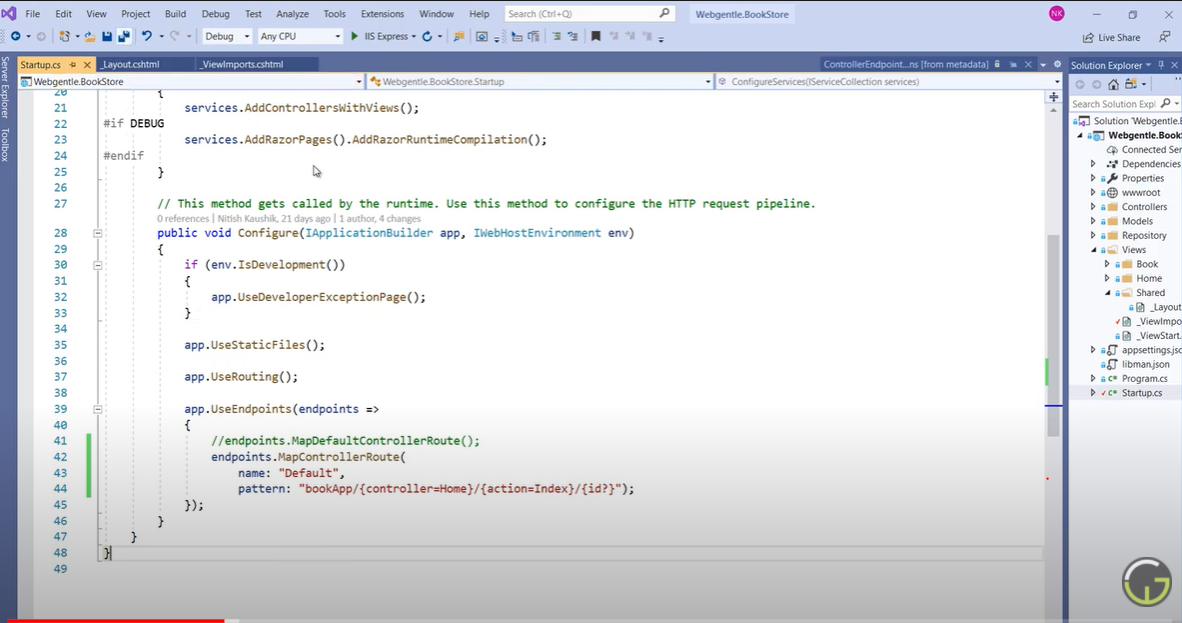 File Edit View Project Build Debug Test Analyze Tools Extensions Window Help Search (Ctrl+Q) Webgentle.BookStore NK
Debug Any CPU IIS Express Live Share
Server Explorer
Toolbox
Startup.cs _Layout.cshtml _ViewImports.cshtml ControllerEndpoint...ns [from metadata]
Webgentle.BookStore Webgentle.BookStore.Startup ConfigureServices(IServiceCollection services)
20 {
21 services.AddControllersWithViews();
22 #if DEBUG
23 services.AddRazorPages().AddRazorRuntimeCompilation();
24 #endif
25 }
26
27 // This method gets called by the runtime. Use this method to configure the HTTP request pipeline.
0 references | Nitish Kaushik, 21 days ago | 1 author, 4 changes
28 public void Configure(IApplicationBuilder app, IWebHostEnvironment env)
29 {
30 if (env.IsDevelopment())
31 {
32 app.UseDeveloperExceptionPage();
33 }
34
35 app.UseStaticFiles();
36
37 app.UseRouting();
38
39 app.UseEndpoints(endpoints =>
40 {
41 //endpoints.MapDefaultControllerRoute();
42 endpoints.MapControllerRoute(
43 name: "Default",
44 pattern: "bookApp/{controller=Home}/{action=Index}/{id?}");
45 });
46 }
47 }
48 }
49
Solution Explorer
Search Solution Expl
Solution 'Webgentle.
Webgentle.Book
Connected Ser
Dependencies
Properties
wwwroot
Controllers
Models
Repository
Views
Book
Home
Shared
_Layout
_ViewImpo
_ViewStart.
appsettings.jsc
libman.json
Program.cs
Startup.cs